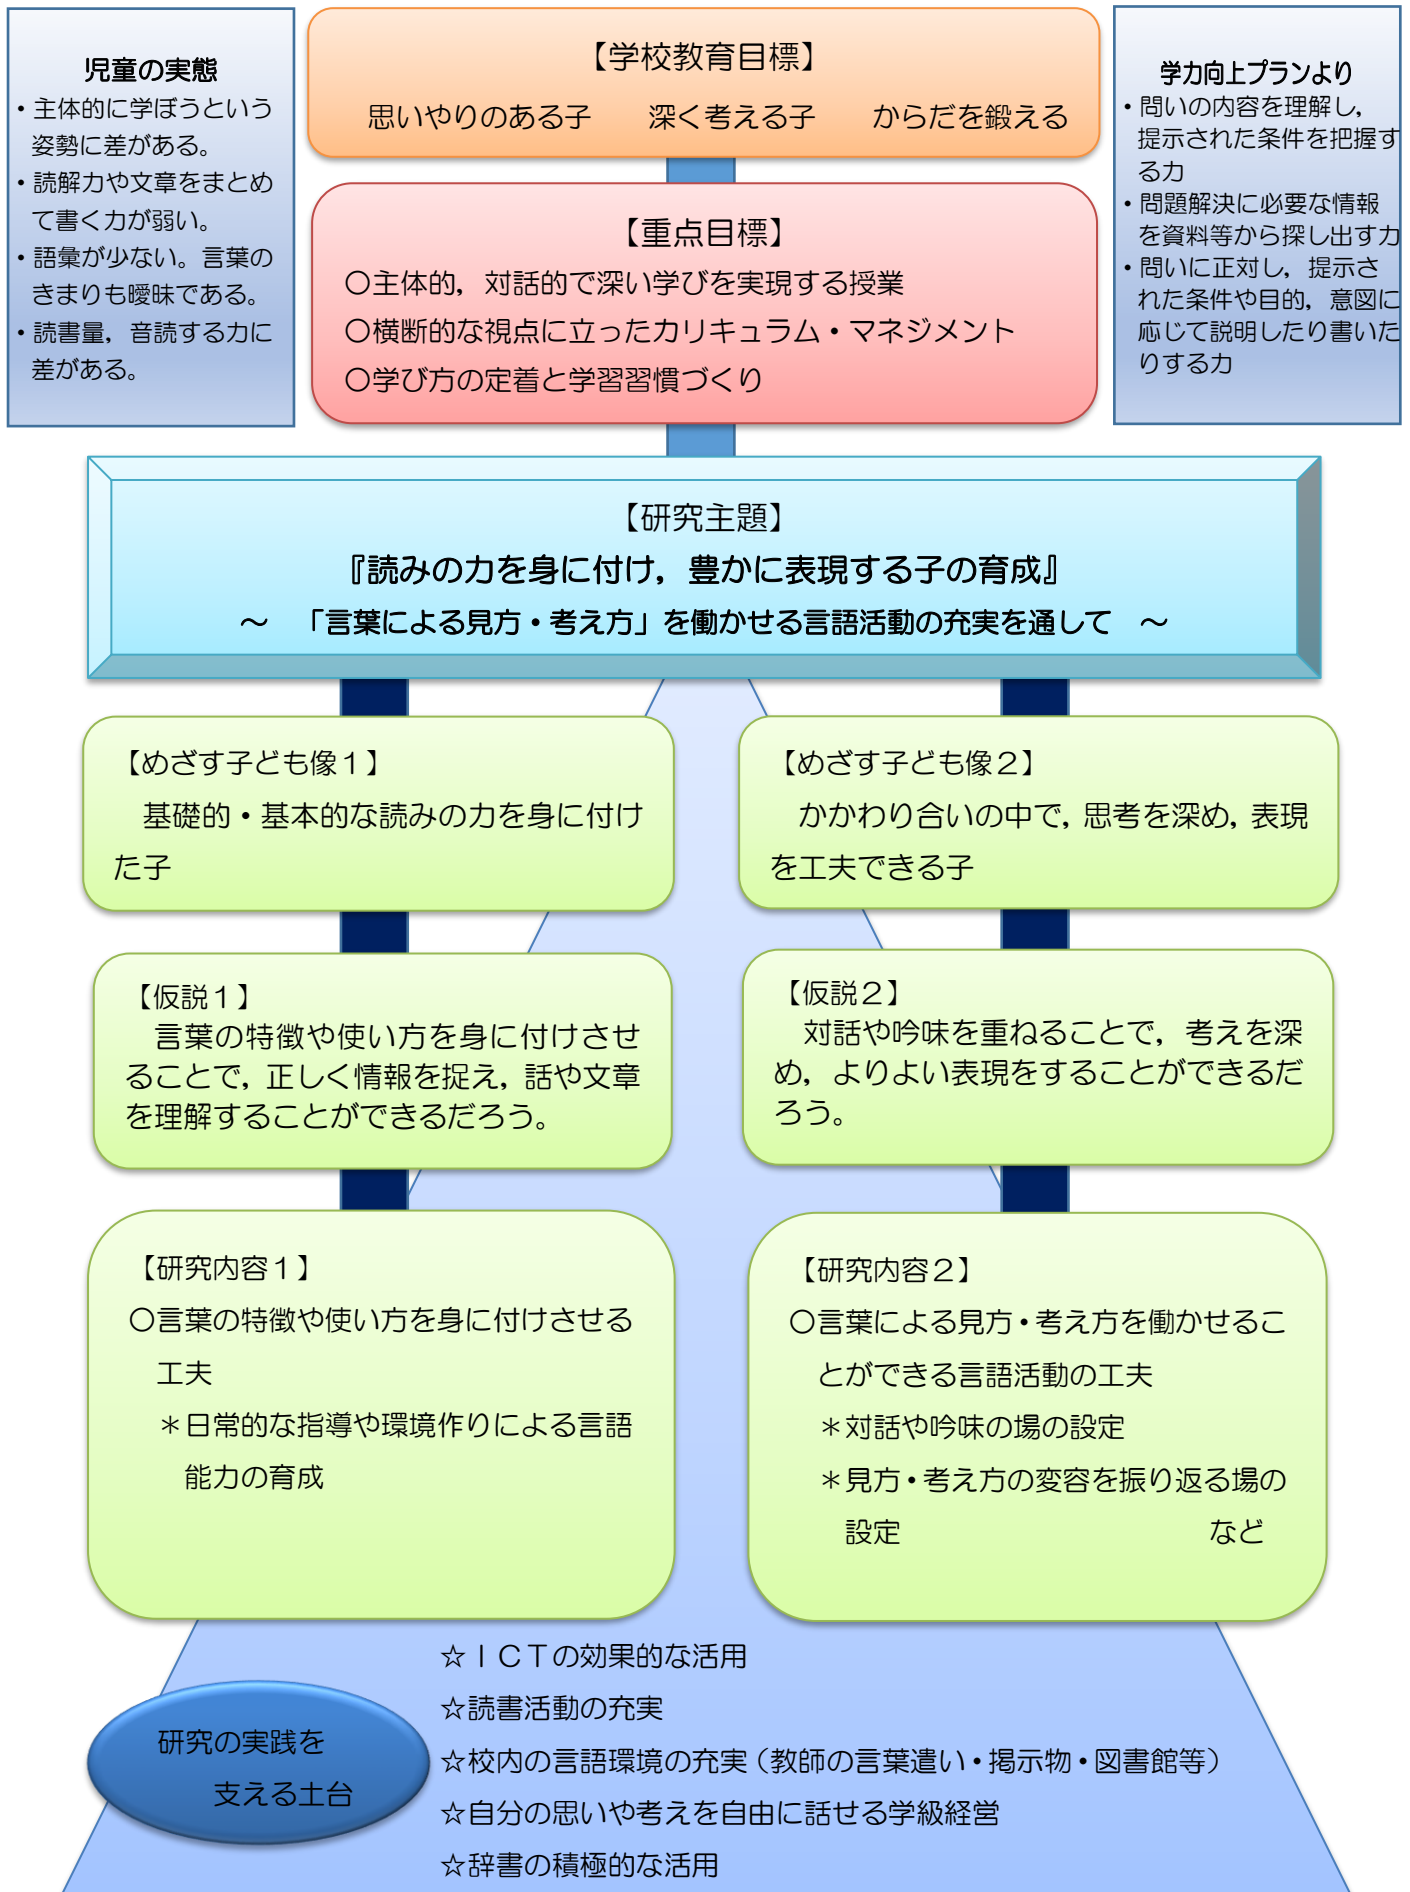 児童の実態
・主体的に学ぼうという
姿勢に差がある。
・読解力や文章をまとめ
て書く力が弱い。
・語彙が少ない。言葉の
きまりも曖昧である。
・読書量，音読する力に
差がある。
【学校教育目標】
思いやりのある子　　深く考える子　　からだを鍛える
学力向上プランより
・問いの内容を理解し，
提示された条件を把握す
る力
・問題解決に必要な情報
を資料等から探し出す力
・問いに正対し，提示さ
れた条件や目的，意図に
応じて説明したり書いた
りする力
【重点目標】
〇主体的，対話的で深い学びを実現する授業
〇横断的な視点に立ったカリキュラム・マネジメント
〇学び方の定着と学習習慣づくり
【研究主題】
『読みの力を身に付け，豊かに表現する子の育成』
～　「言葉による見方・考え方」を働かせる言語活動の充実を通して　～
【めざす子ども像１】
基礎的・基本的な読みの力を身に付け
た子
【めざす子ども像２】
かかわり合いの中で，思考を深め，表現
を工夫できる子
【仮説１】
言葉の特徴や使い方を身に付けさせ
ることで，正しく情報を捉え，話や文章
を理解することができるだろう。
【仮説２】
対話や吟味を重ねることで，考えを深
め，よりよい表現をすることができるだ
ろう。
【研究内容１】
〇言葉の特徴や使い方を身に付けさせる
工夫
＊日常的な指導や環境作りによる言語
能力の育成
【研究内容２】
〇言葉による見方・考え方を働かせるこ
とができる言語活動の工夫
＊対話や吟味の場の設定
＊見方・考え方の変容を振り返る場の
設定　　　　　　　　　　　など
研究の実践を
支える土台
☆ＩＣＴの効果的な活用
☆読書活動の充実
☆校内の言語環境の充実（教師の言葉遣い・掲示物・図書館等）
☆自分の思いや考えを自由に話せる学級経営
☆辞書の積極的な活用